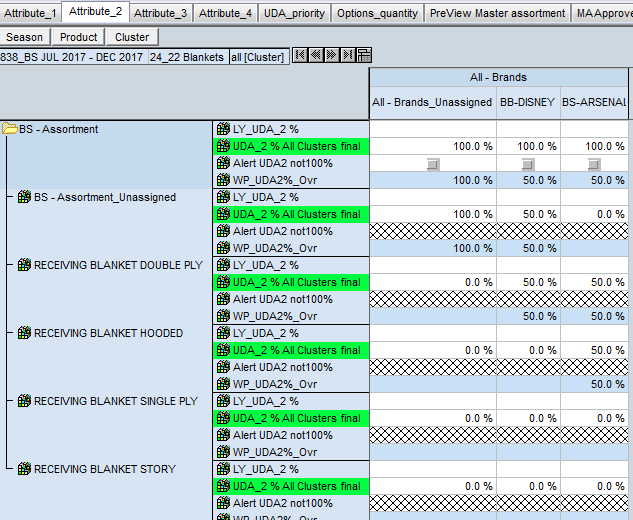 Attribute_1 Attribute_2 Attribute_3 Attribute_4 UDA_priority Options_quantity PreView Master assortment MA Approve
Season Product Cluster
838_BS JUL 2017 - DEC 2017 24_22 Blankets all [Cluster]
All - Brands
All - Brands_Unassigned BB-DISNEY BS-ARSENAL
BS - Assortment LY_UDA_2 %
UDA_2 % All Clusters final 100.0 % 100.0 % 100.0 %
Alert UDA2 not100%
WP_UDA2%_Ovr 100.0 % 50.0 % 50.0 %
BS - Assortment_Unassigned LY_UDA_2 %
UDA_2 % All Clusters final 100.0 % 50.0 % 0.0 %
Alert UDA2 not100%
WP_UDA2%_Ovr 100.0 % 50.0 %
RECEIVING BLANKET DOUBLE PLY LY_UDA_2 %
UDA_2 % All Clusters final 0.0 % 50.0 % 50.0 %
Alert UDA2 not100%
WP_UDA2%_Ovr 50.0 % 50.0 %
RECEIVING BLANKET HOODED LY_UDA_2 %
UDA_2 % All Clusters final 0.0 % 0.0 % 50.0 %
Alert UDA2 not100%
WP_UDA2%_Ovr 50.0 %
RECEIVING BLANKET SINGLE PLY LY_UDA_2 %
UDA_2 % All Clusters final 0.0 % 0.0 % 0.0 %
Alert UDA2 not100%
WP_UDA2%_Ovr
RECEIVING BLANKET STORY LY_UDA_2 %
UDA_2 % All Clusters final 0.0 % 0.0 % 0.0 %
Alert UDA2 not100%
WP_UDA2%_Ovr